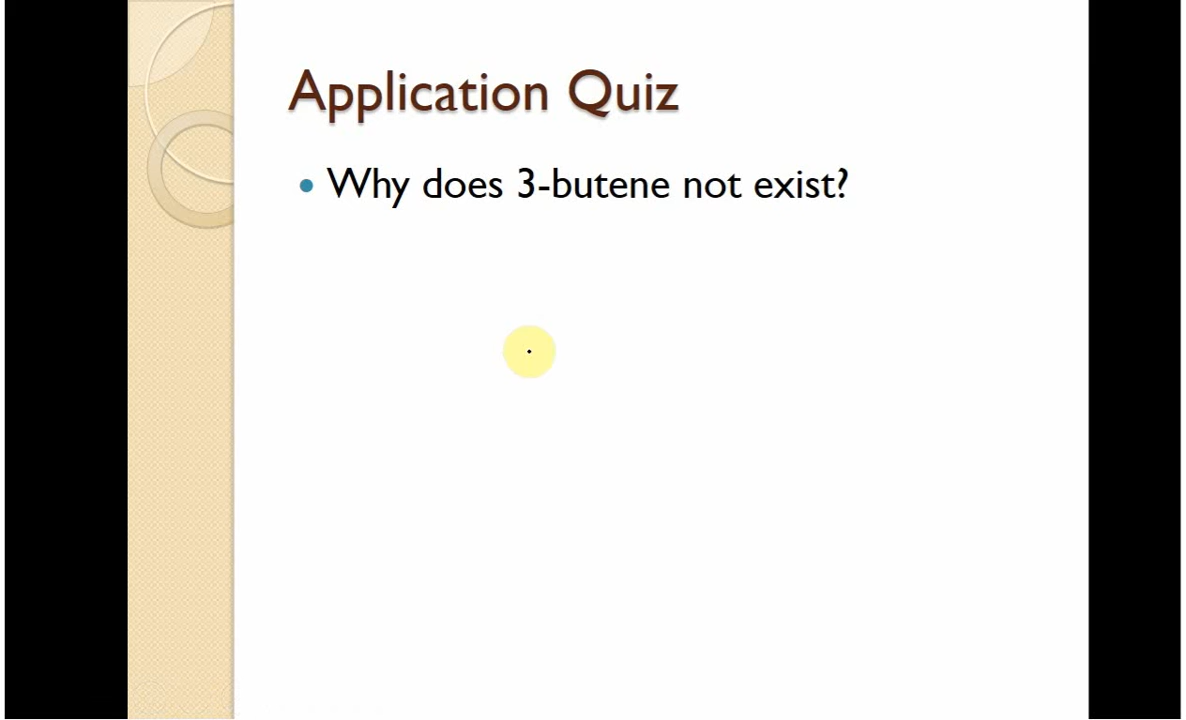 Application Quiz
• Why does 3-butene not exist?